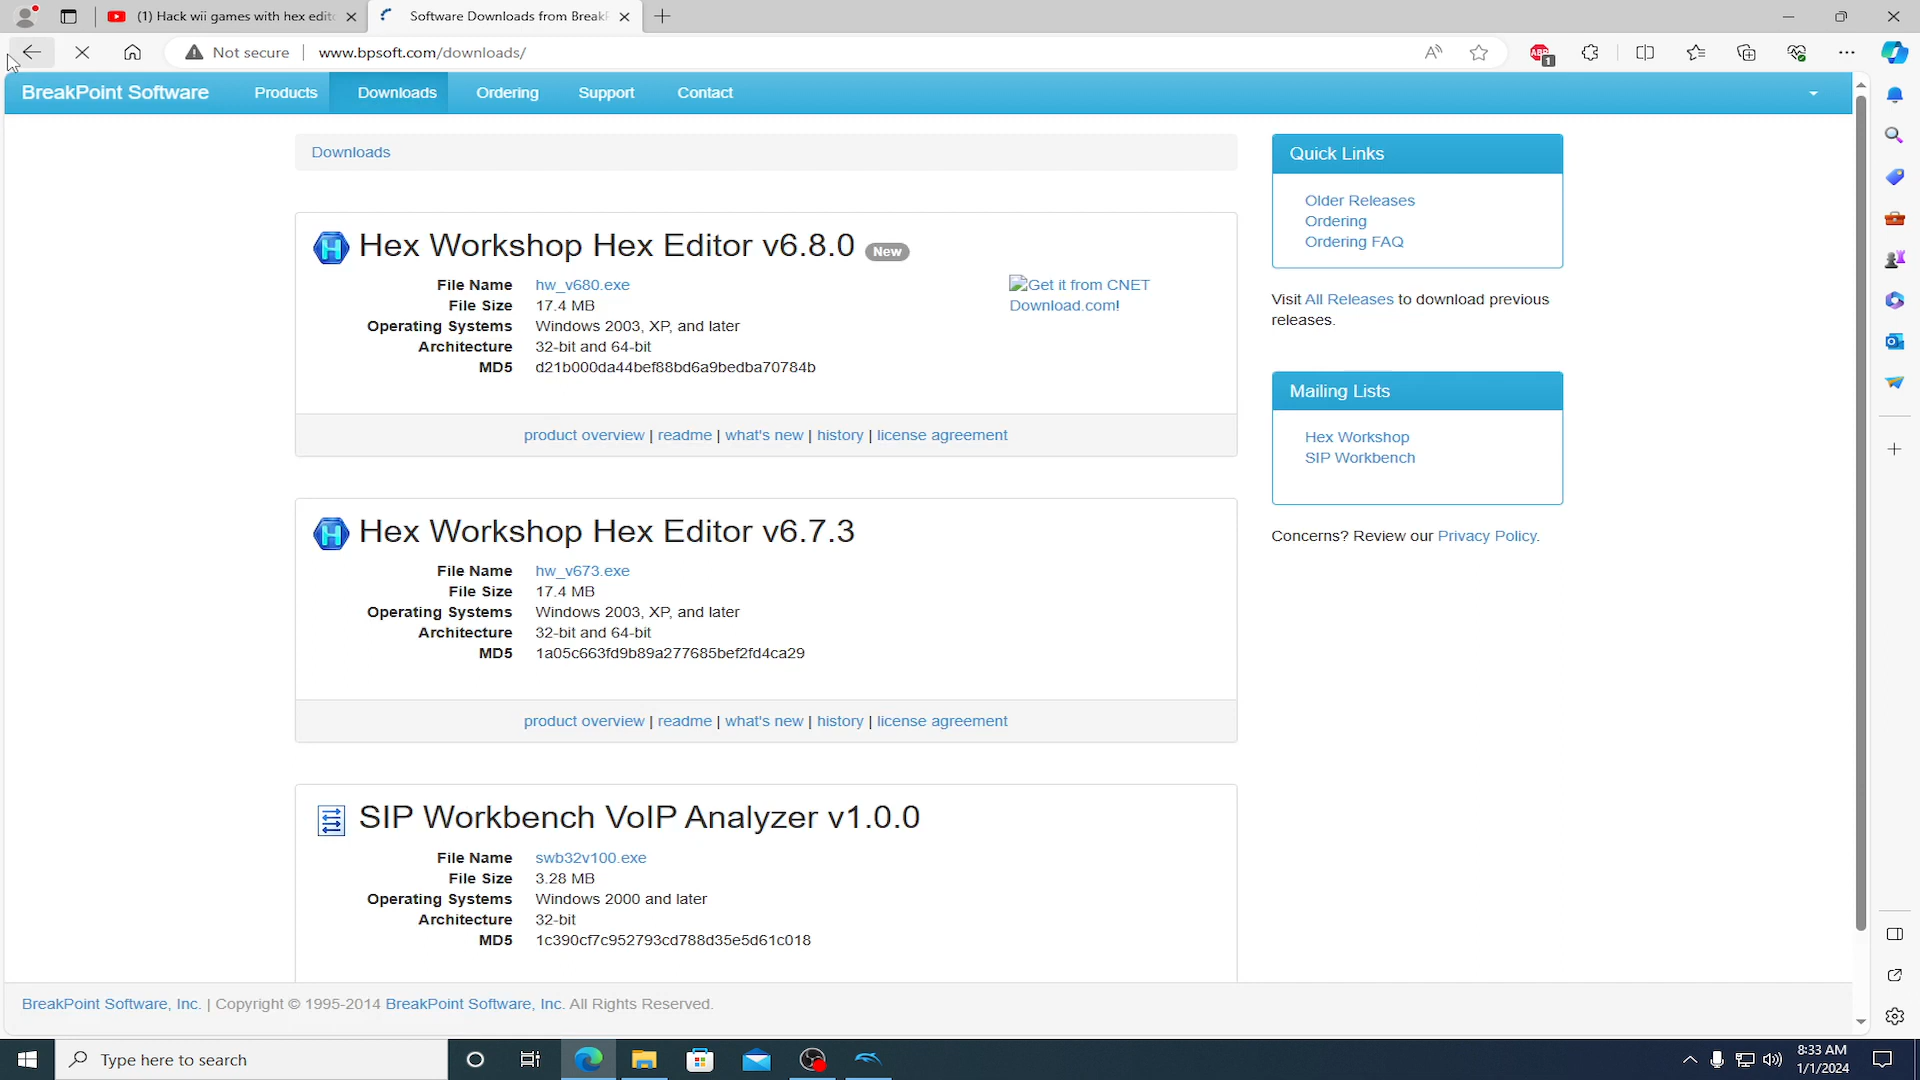 (1) Hack wii games with hex edit
Software Downloads from Break
Not secure
www.bpsoft.com/downloads/
ABP
1
BreakPoint Software
Products
Downloads
Ordering
Support
Contact
Downloads
Hex Workshop Hex Editor v6.8.0 New
File Name hw_v680.exe
File Size 17.4 MB
Operating Systems Windows 2003, XP, and later
Architecture 32-bit and 64-bit
MD5 d21b000da44bef88bd6a9bedba70784b
Get it from CNET
Download.com!
product overview | readme | what's new | history | license agreement
Hex Workshop Hex Editor v6.7.3
File Name hw_v673.exe
File Size 17.4 MB
Operating Systems Windows 2003, XP, and later
Architecture 32-bit and 64-bit
MD5 1a05c663fd9b89a277685bef2fd4ca29
product overview | readme | what's new | history | license agreement
SIP Workbench VoIP Analyzer v1.0.0
File Name swb32v100.exe
File Size 3.28 MB
Operating Systems Windows 2000 and later
Architecture 32-bit
MD5 1c390cf7c952793cd788d35e5d61c018
Quick Links
Older Releases
Ordering
Ordering FAQ
Visit All Releases to download previous
releases.
Mailing Lists
Hex Workshop
SIP Workbench
Concerns? Review our Privacy Policy.
BreakPoint Software, Inc. | Copyright © 1995-2014 BreakPoint Software, Inc. All Rights Reserved.
Type here to search
8:33 AM
1/1/2024